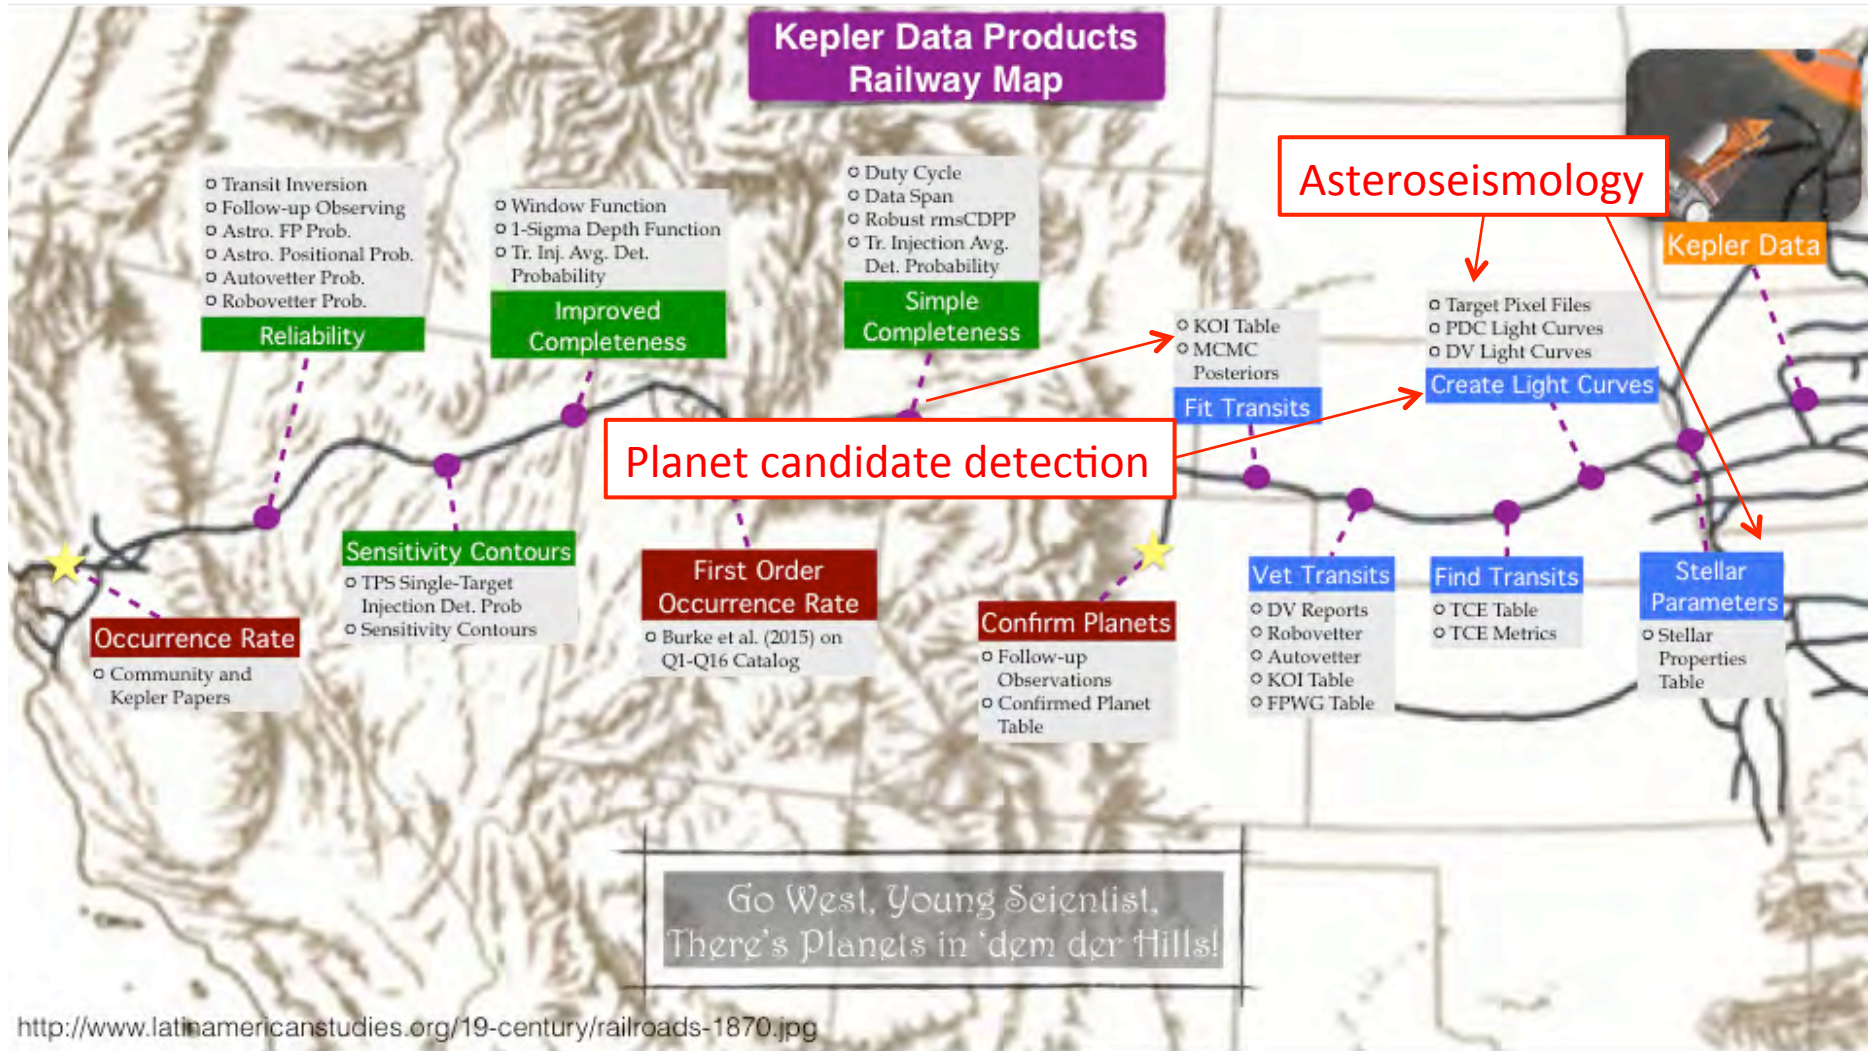 Kepler Data Products
Railway Map
Asteroseismology
Kepler Data
○ Transit Inversion
○ Follow-up Observing
○ Astro. FP Prob.
○ Astro. Positional Prob.
○ Autovetter Prob.
○ Robovetter Prob.
Reliability
○ Window Function
○ 1-Sigma Depth Function
○ Tr. Inj. Avg. Det.
Probability
Improved
Completeness
○ Duty Cycle
○ Data Span
○ Robust rmsCDPP
○ Tr. Injection Avg.
Det. Probability
Simple
Completeness
○ KOI Table
○ MCMC
Posteriors
Fit Transits
○ Target Pixel Files
○ PDC Light Curves
○ DV Light Curves
Create Light Curves
Planet candidate detection
Occurrence Rate
○ Community and
Kepler Papers
Sensitivity Contours
○ TPS Single-Target
Injection Det. Prob
○ Sensitivity Contours
First Order
Occurrence Rate
○ Burke et al. (2015) on
Q1-Q16 Catalog
Confirm Planets
○ Follow-up
Observations
○ Confirmed Planet
Table
Vet Transits
○ DV Reports
○ Robovetter
○ Autovetter
○ KOI Table
○ FPWG Table
Find Transits
○ TCE Table
○ TCE Metrics
Stellar
Parameters
○ Stellar
Properties
Table
Go West, Young Scientist,
There's Planets in 'dem der Hills!
http://www.latinamericanstudies.org/19-century/railroads-1870.jpg